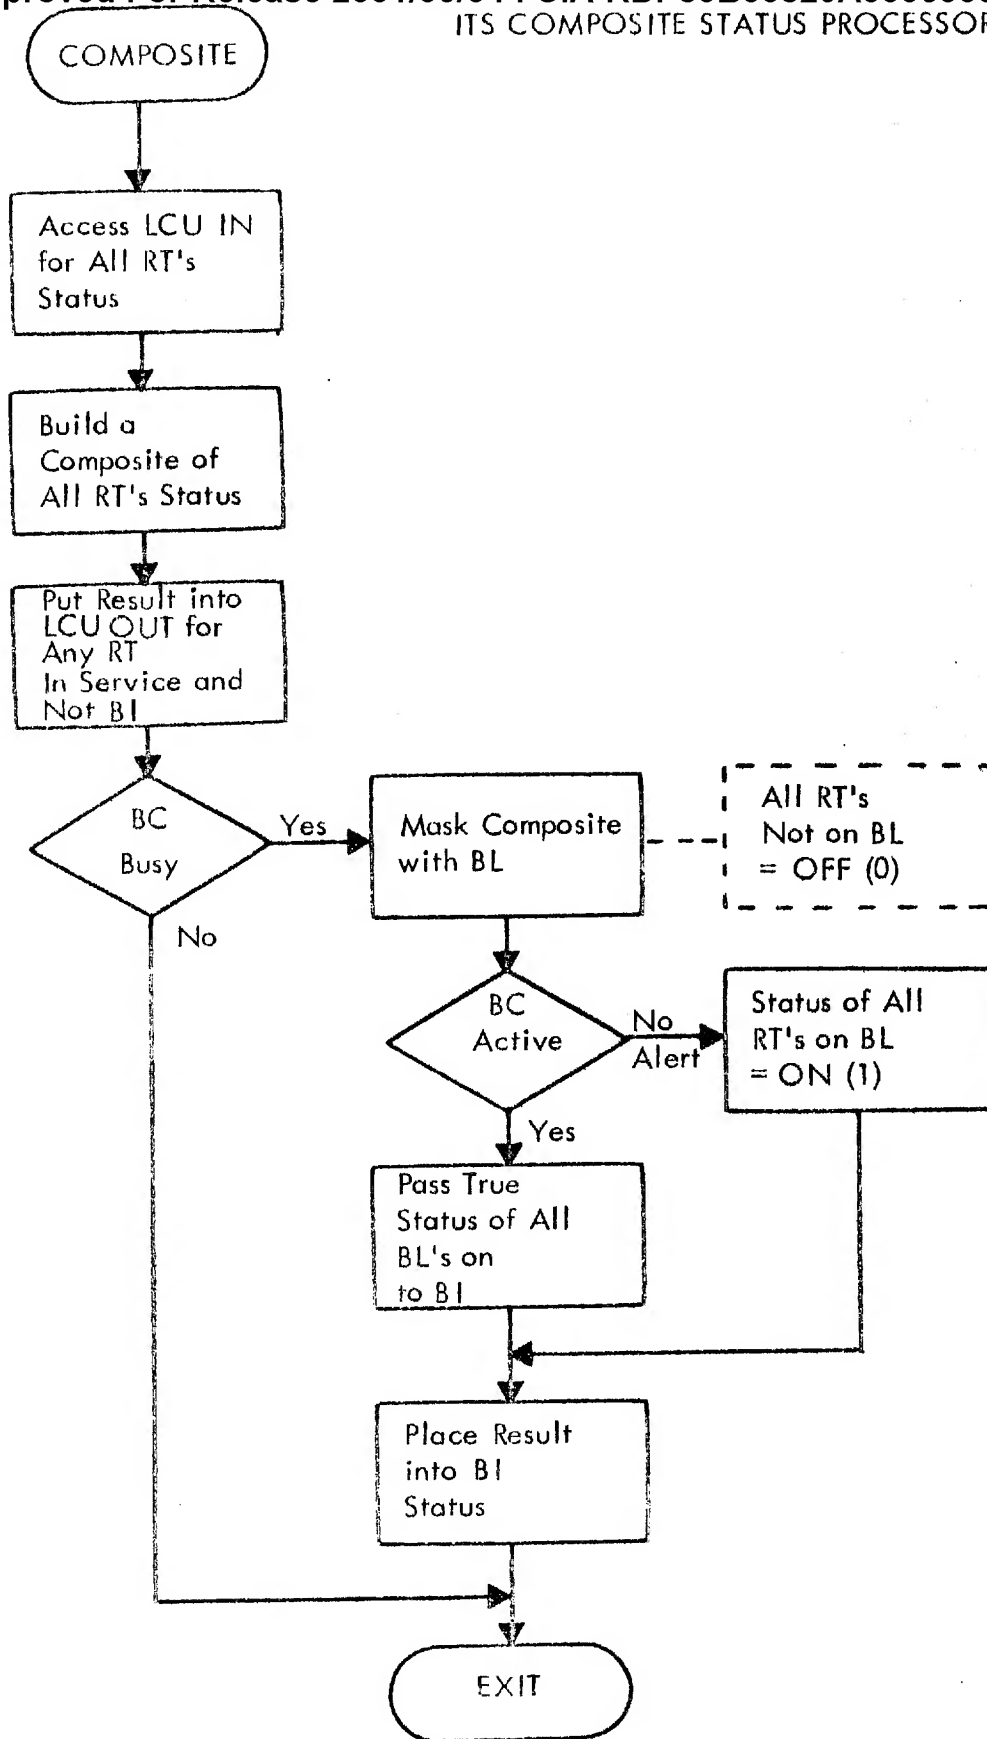 ITS COMPOSITE STATUS PROCESSOR
COMPOSITE
Access LCU IN
for All RT's
Status
Build a
Composite of
All RT's Status
Put Result into
LCU OUT for
Any RT
In Service and
Not BI
BC
Busy
Yes
No
Mask Composite
with BL
All RT's
Not on BL
= OFF (0)
BC
Active
No
Alert
Status of All
RT's on BL
= ON (1)
Yes
Pass True
Status of All
BL's on
to BI
Place Result
into BI
Status
EXIT